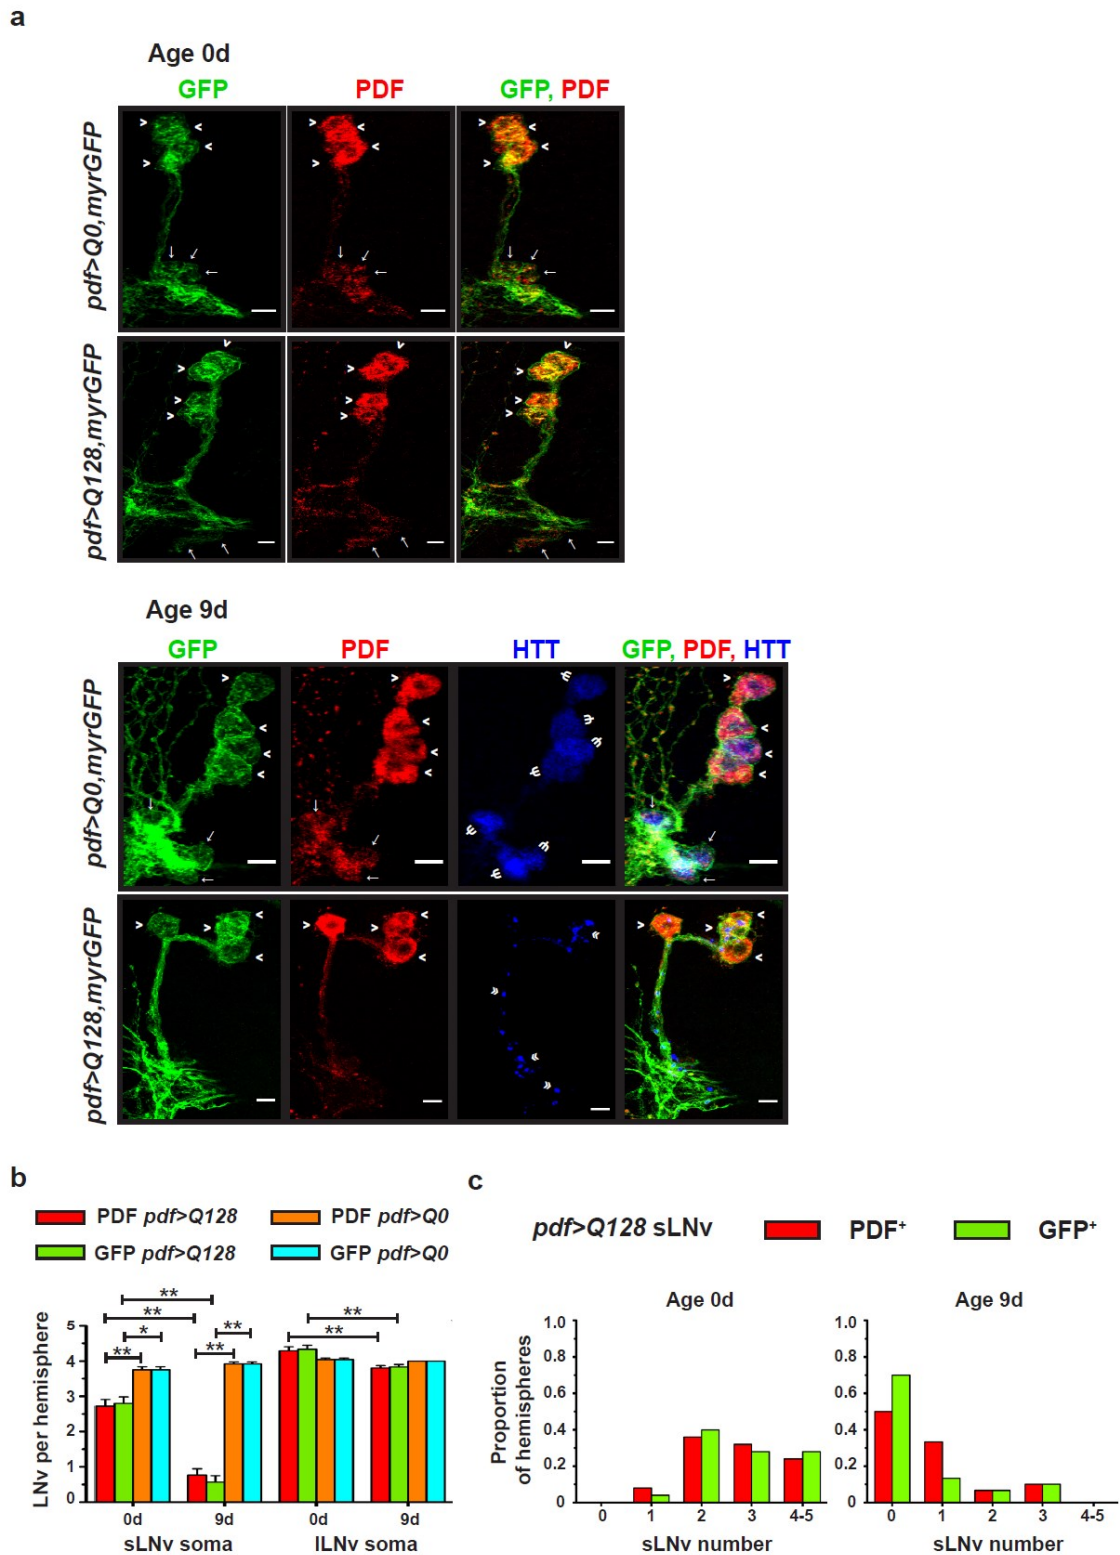 a
Age 0d
GFP PDF GFP, PDF
pdf>Q0,myrGFP
pdf>Q128,myrGFP
Age 9d
GFP PDF HTT GFP, PDF, HTT
pdf>Q0,myrGFP
pdf>Q128,myrGFP
b
PDF pdf>Q128 PDF pdf>Q0
GFP pdf>Q128 GFP pdf>Q0
LNv per hemisphere
5
4
3
2
1
0
** ** * ** ** ** ** **
0d 9d 0d 9d
sLNv soma lLNv soma
c
pdf>Q128 sLNv PDF+ GFP+
Age 0d Age 9d
Proportion
of hemispheres
1.0 1.0
0.8 0.8
0.6 0.6
0.4 0.4
0.2 0.2
0 0
0 1 2 3 4-5 0 1 2 3 4-5
sLNv number sLNv number